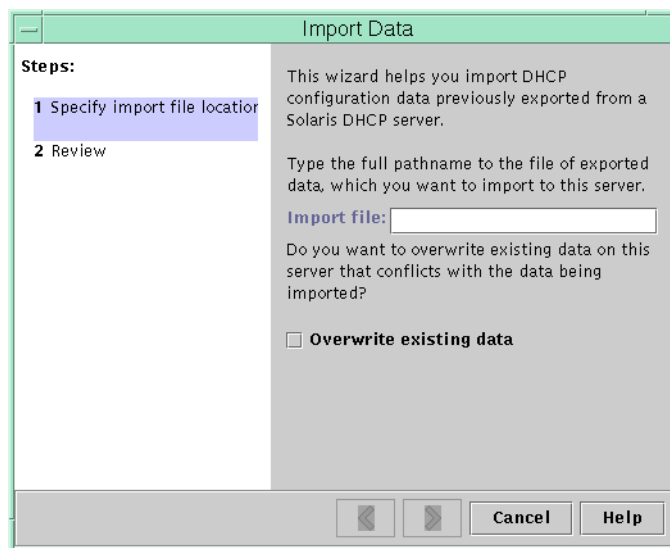 Import Data
Steps:
1 Specify import file location
2 Review
This wizard helps you import DHCP
configuration data previously exported from a
Solaris DHCP server.
Type the full pathname to the file of exported
data, which you want to import to this server.
Import file:
Do you want to overwrite existing data on this
server that conflicts with the data being
imported?
Overwrite existing data
Cancel
Help